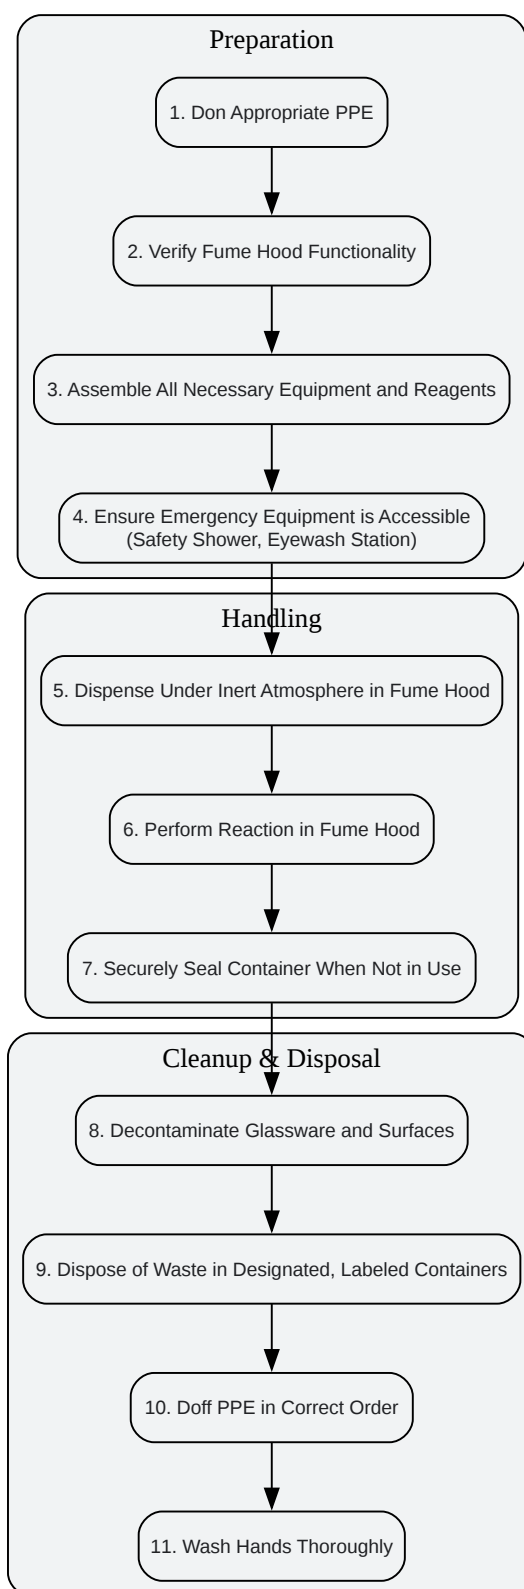 Preparation
1. Don Appropriate PPE
2. Verify Fume Hood Functionality
3. Assemble All Necessary Equipment and Reagents
4. Ensure Emergency Equipment is Accessible
(Safety Shower, Eyewash Station)
Handling
5. Dispense Under Inert Atmosphere in Fume Hood
6. Perform Reaction in Fume Hood
7. Securely Seal Container When Not in Use
Cleanup & Disposal
8. Decontaminate Glassware and Surfaces
9. Dispose of Waste in Designated, Labeled Containers
10. Doff PPE in Correct Order
11. Wash Hands Thoroughly